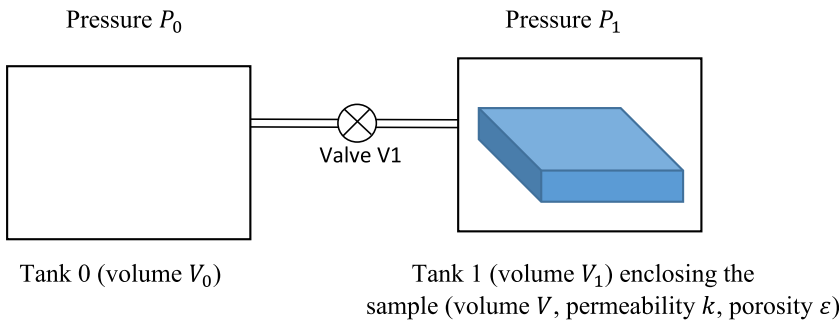 Pressure P₀
Pressure P₁
Valve V1
Tank 0 (volume V₀)
Tank 1 (volume V₁) enclosing the
sample (volume V, permeability k, porosity ε)